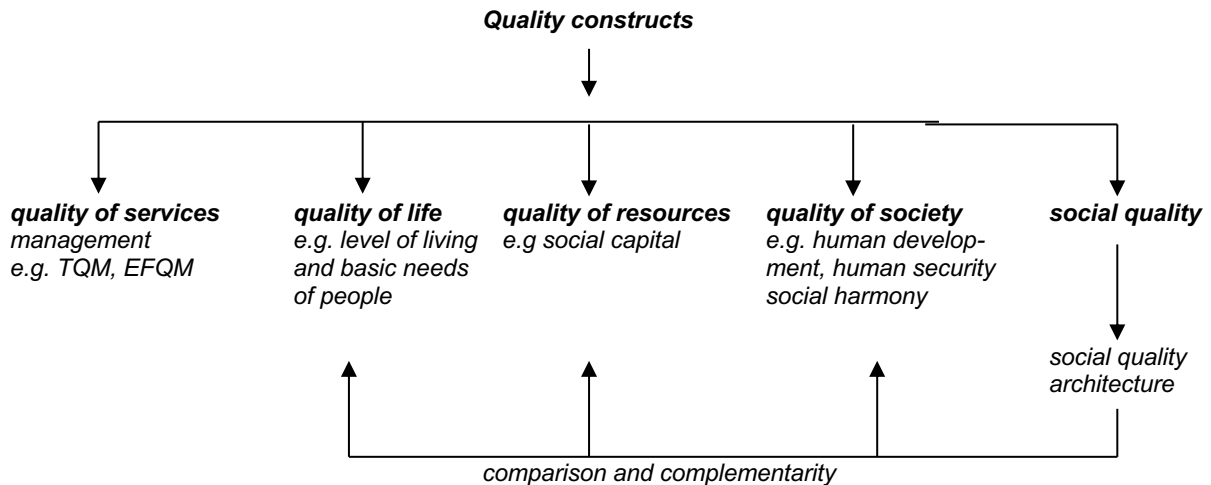 Quality constructs
quality of services
management
e.g. TQM, EFQM
quality of life
e.g. level of living
and basic needs
of people
quality of resources
e.g social capital
quality of society
e.g. human develop-
ment, human security
social harmony
social quality
social quality
architecture
comparison and complementarity